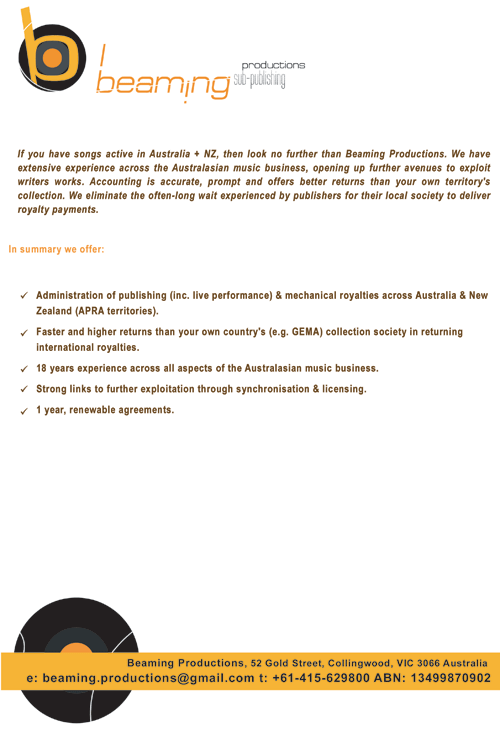 productions
beaming sub-publishing
If you have songs active in Australia + NZ, then look no further than Beaming Productions. We have
extensive experience across the Australasian music business, opening up further avenues to exploit
writers works. Accounting is accurate, prompt and offers better returns than your own territory's
collection. We eliminate the often-long wait experienced by publishers for their local society to deliver
royalty payments.
In summary we offer:
✓ Administration of publishing (inc. live performance) & mechanical royalties across Australia & New
Zealand (APRA territories).
✓ Faster and higher returns than your own country's (e.g. GEMA) collection society in returning
international royalties.
✓ 18 years experience across all aspects of the Australasian music business.
✓ Strong links to further exploitation through synchronisation & licensing.
✓ 1 year, renewable agreements.
Beaming Productions, 52 Gold Street, Collingwood, VIC 3066 Australia
e: beaming.productions@gmail.com t: +61-415-629800 ABN: 13499870902